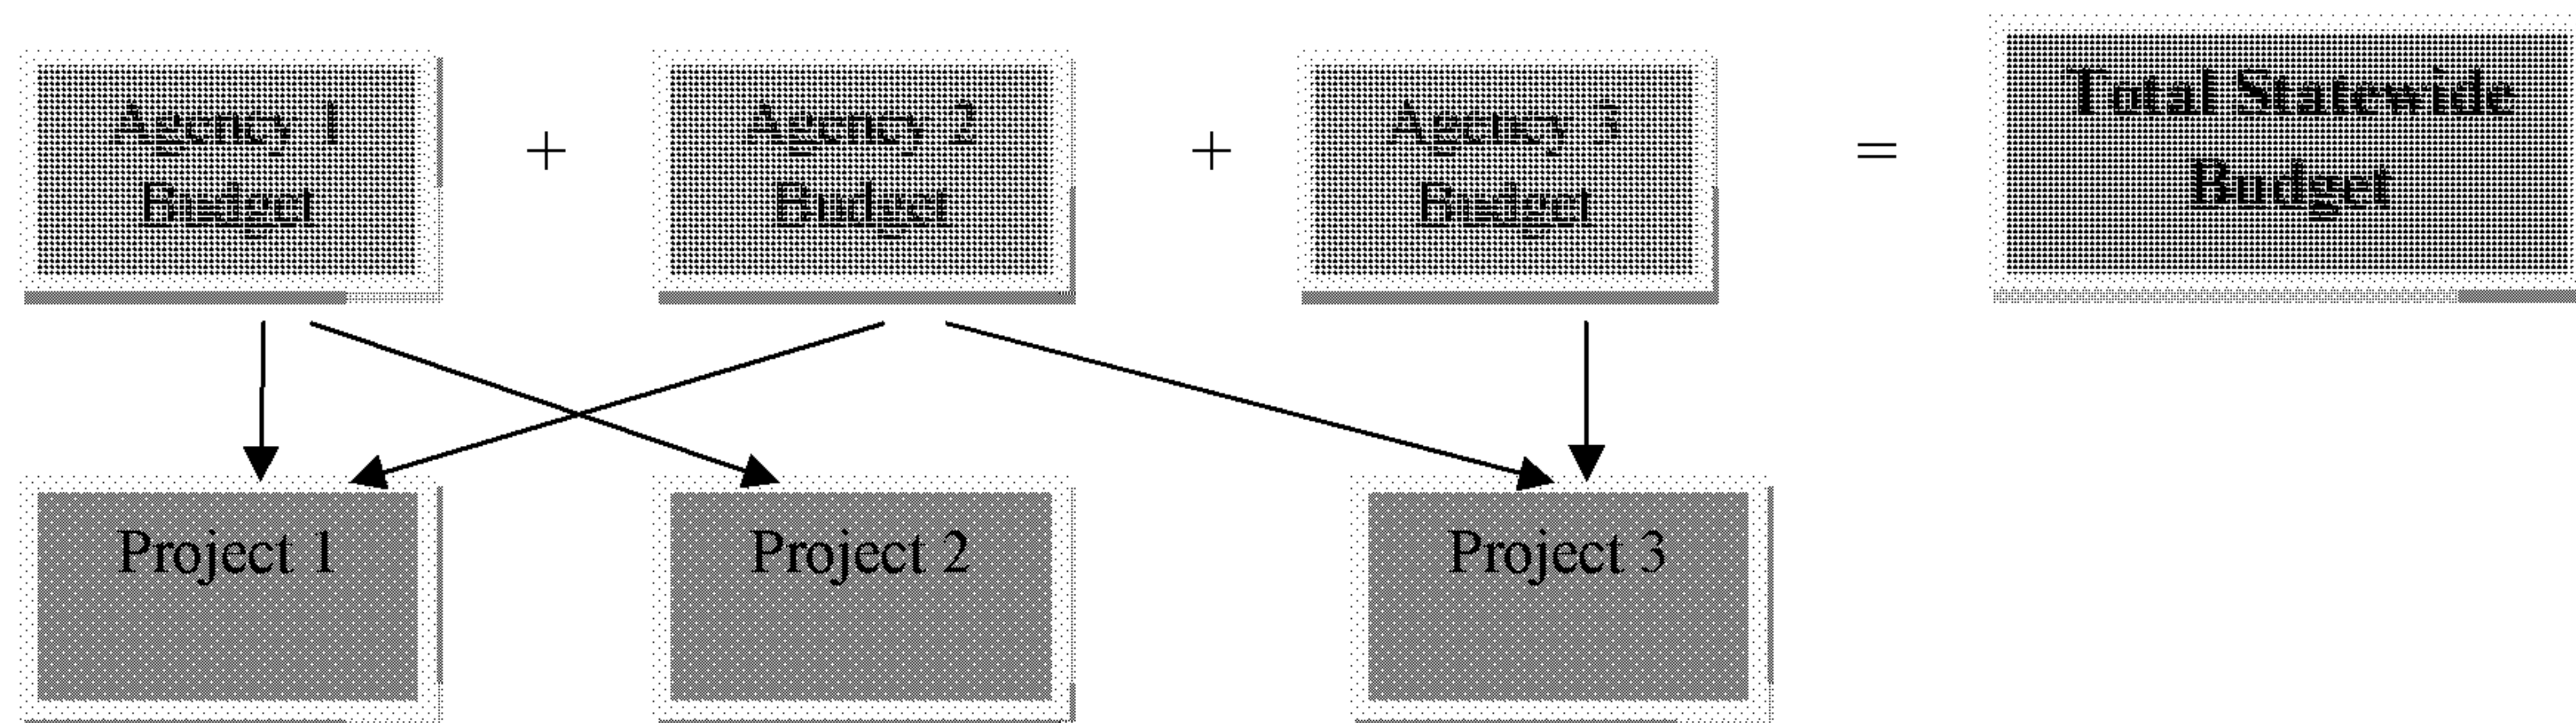 Agency 1
Budget
+
Agency 2
Budget
+
Agency 3
Budget
=
Total Statewide
Budget
Project 1
Project 2
Project 3